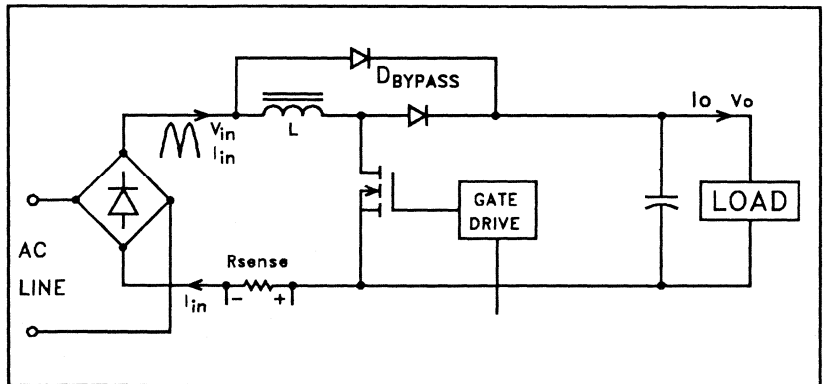 DBYPASS
Vin
Iin
L
Io Vo
GATE
DRIVE
LOAD
AC
LINE
Rsense
Iin
- +